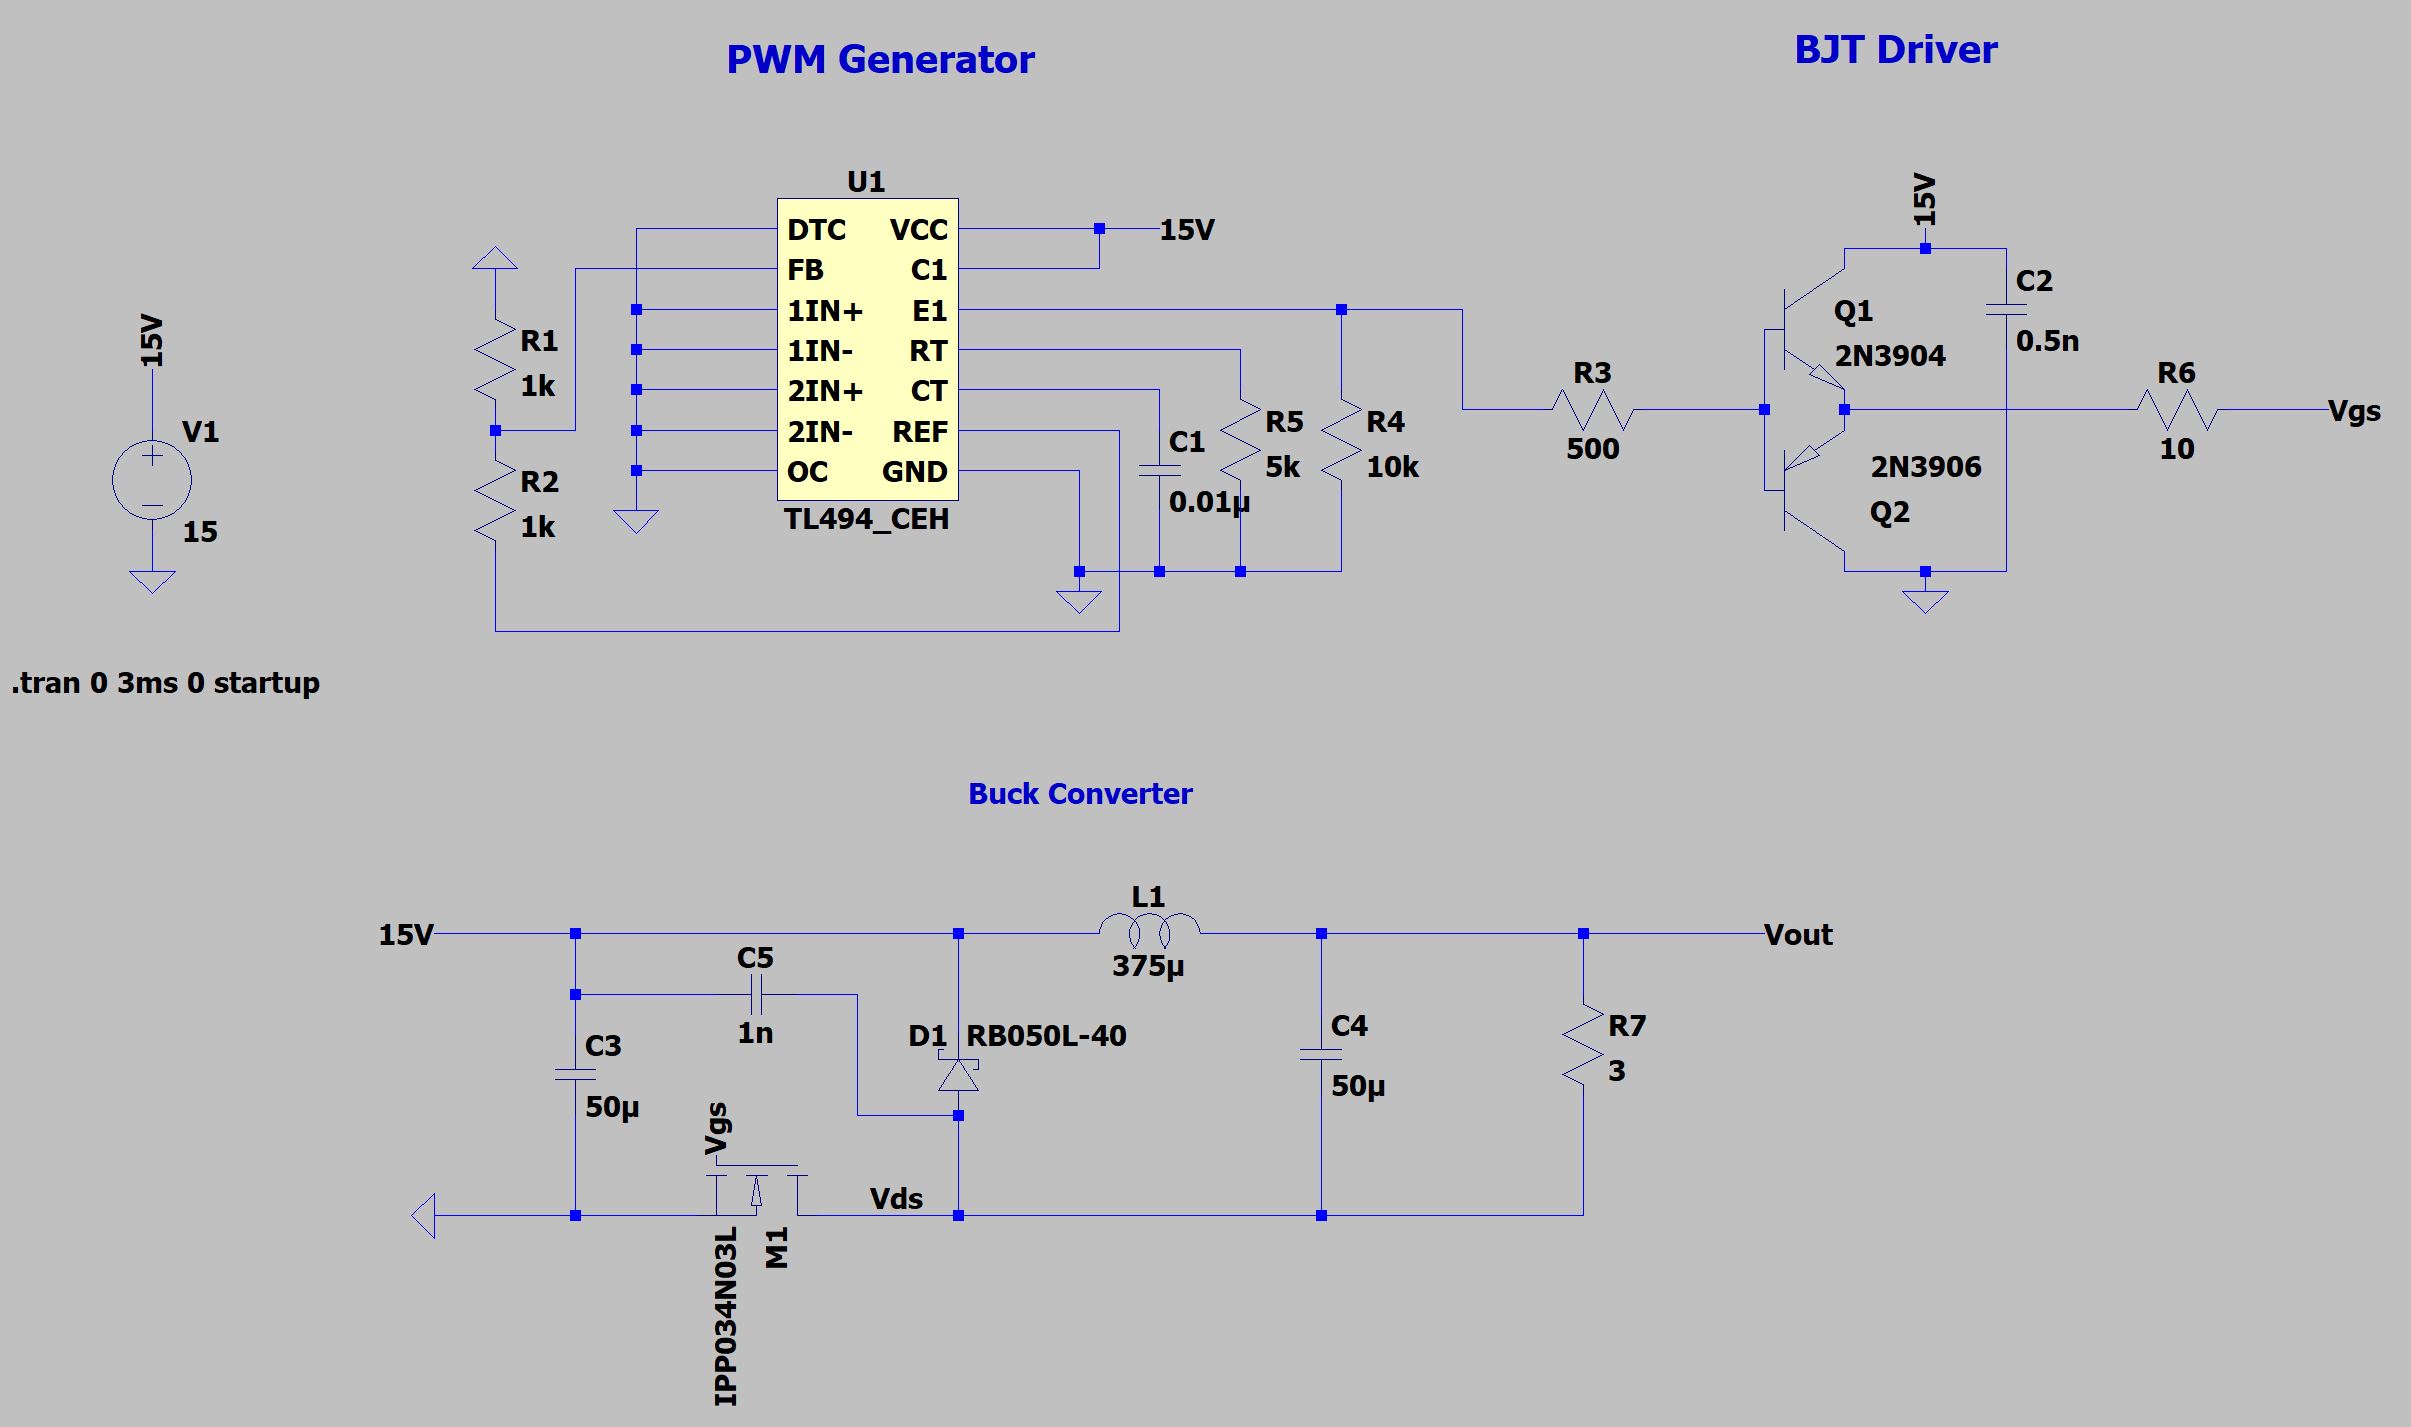 PWM Generator
BJT Driver
U1
DTC VCC
FB C1
1IN+ E1
1IN- RT
2IN+ CT
2IN- REF
OC GND
TL494_CEH
15V
15V
V1
15
R1
1k
R2
1k
15V
C1
0.01µ
R5
5k
R4
10k
R3
500
Q1
2N3904
2N3906
Q2
C2
0.5n
R6
10
Vgs
.tran 0 3ms 0 startup
Buck Converter
15V
L1
375µ
Vout
C5
1n
C3
50µ
D1 RB050L-40
C4
50µ
R7
3
Vgs
Vds
M1
IPP034N03L